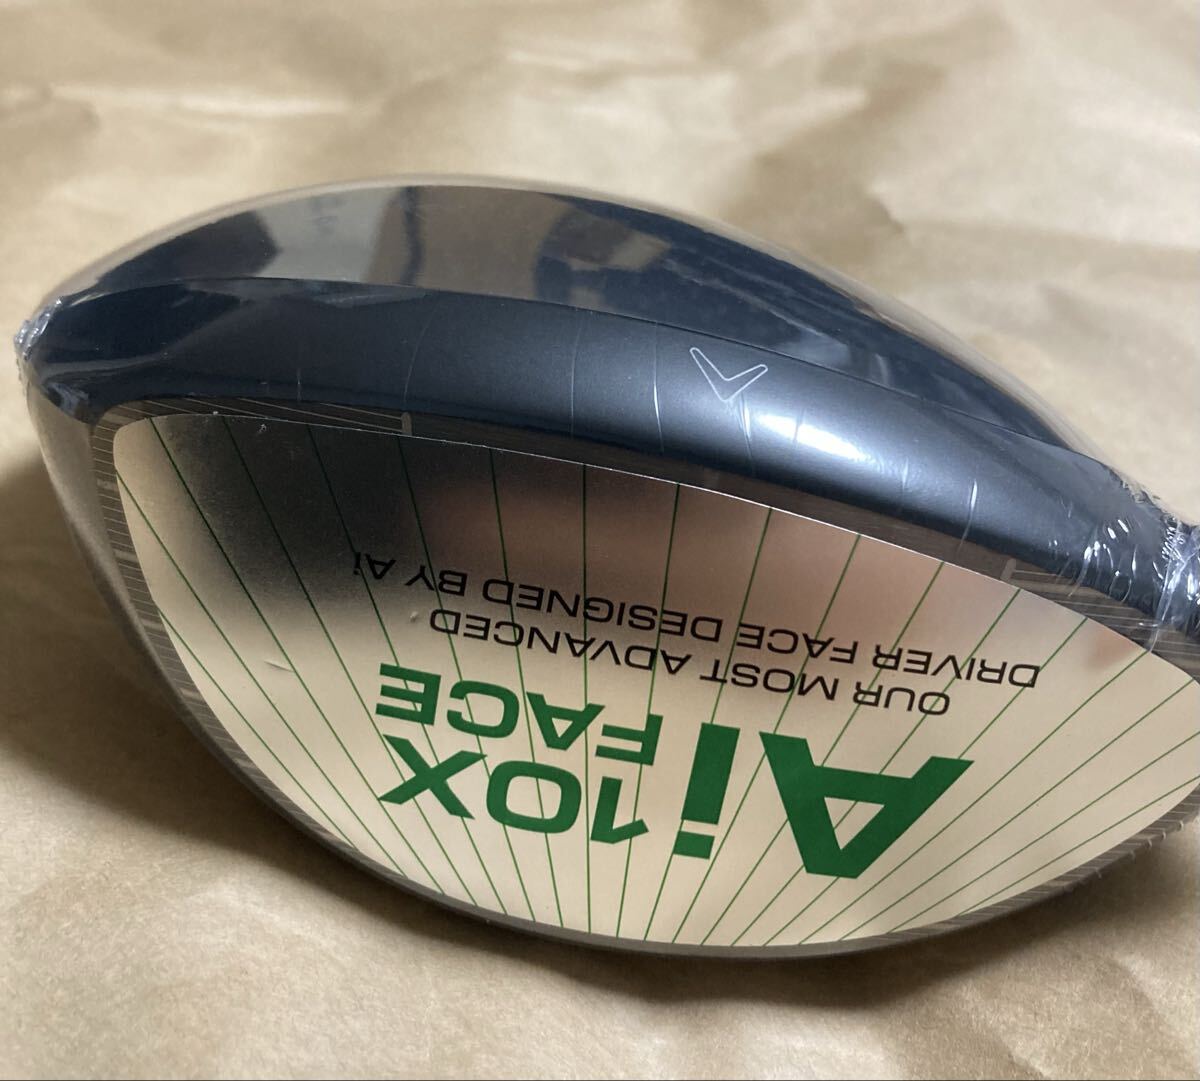 Ai 10X
FACE
OUR MOST ADVANCED
DRIVER FACE DESIGNED BY Ai